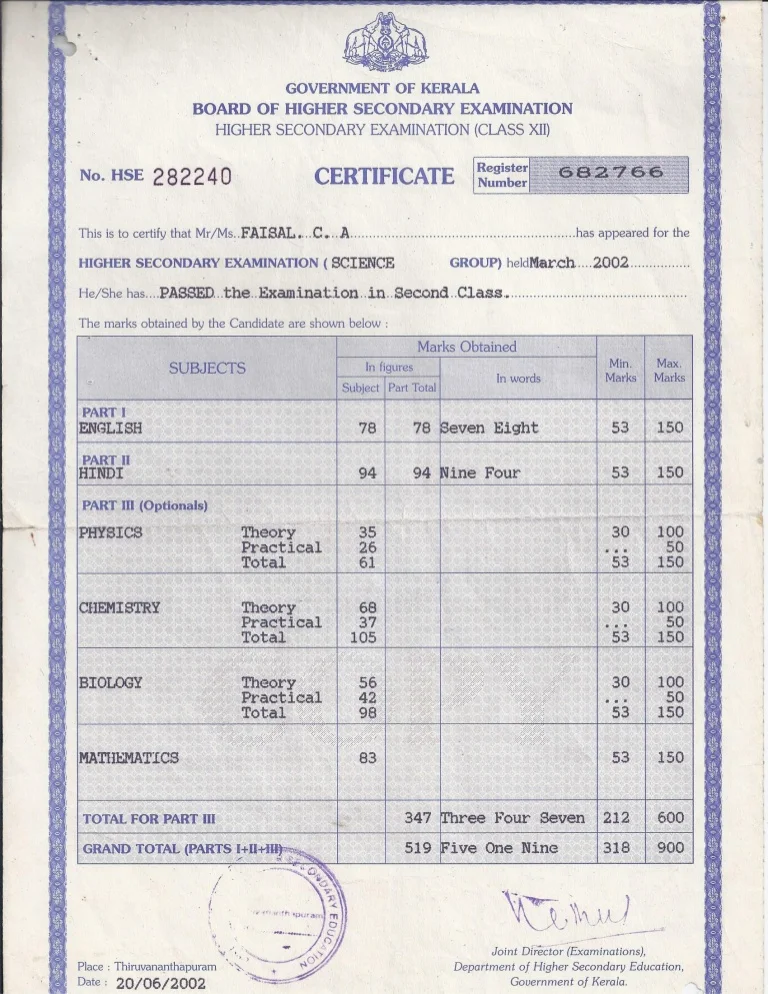 GOVERNMENT OF KERALA
BOARD OF HIGHER SECONDARY EXAMINATION
HIGHER SECONDARY EXAMINATION (CLASS XII)
No. HSE 282240 CERTIFICATE Register Number 682766
This is to certify that Mr/Ms. FAISAL. C. A has appeared for the
HIGHER SECONDARY EXAMINATION ( SCIENCE GROUP) held March 2002
He/She has PASSED the Examination in Second Class.
The marks obtained by the Candidate are shown below :
SUBJECTS Marks Obtained Min. Marks Max. Marks
In figures In words
Subject Part Total
PART I
ENGLISH 78 78 Seven Eight 53 150
PART II
HINDI 94 94 Nine Four 53 150
PART III (Optionals)
PHYSICS Theory 35 30 100
Practical 26 ... 50
Total 61 53 150
CHEMISTRY Theory 68 30 100
Practical 37 ... 50
Total 105 53 150
BIOLOGY Theory 56 30 100
Practical 42 ... 50
Total 98 53 150
MATHEMATICS 83 53 150
TOTAL FOR PART III 347 Three Four Seven 212 600
GRAND TOTAL (PARTS I+II+III) 519 Five One Nine 318 900
EDUCATION
Joint Director (Examinations),
Place : Thiruvananthapuram Department of Higher Secondary Education,
Date : 20/06/2002 Government of Kerala.